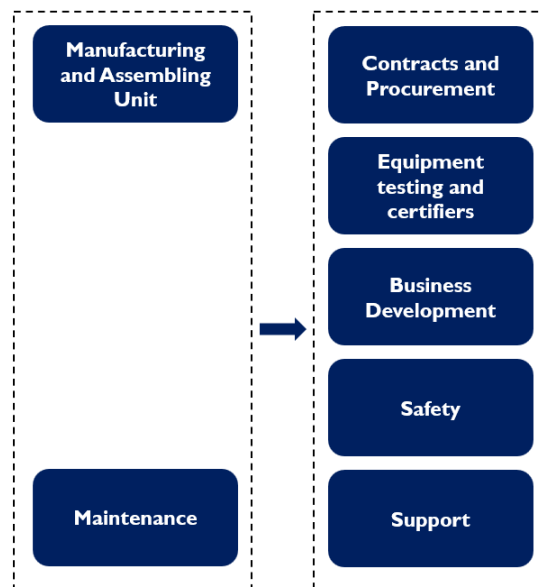 Manufacturing
and Assembling
Unit
Maintenance
Contracts and
Procurement
Equipment
testing and
certifiers
Business
Development
Safety
Support